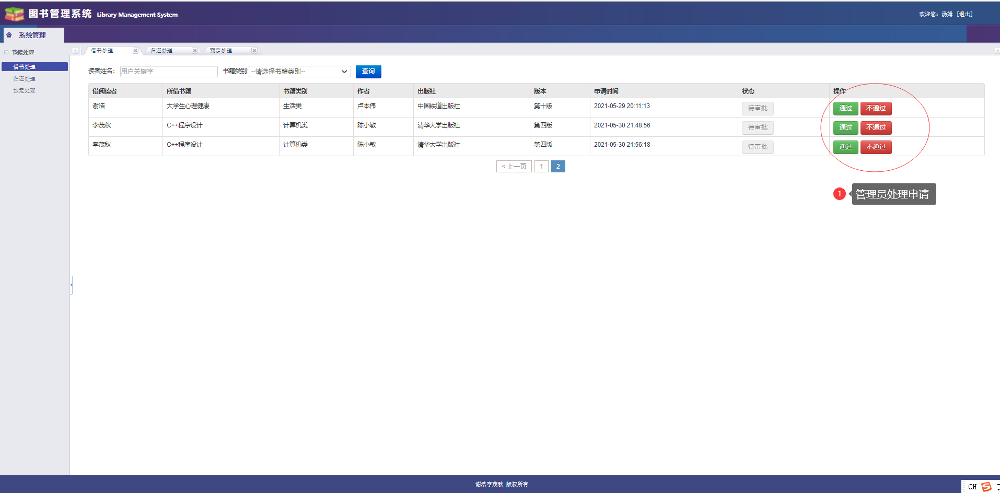 图书管理系统 Library Management System
欢迎您：汤姆 [退出]
系统管理
书籍处理
借书处理
归还处理
预定处理
借书处理 归还处理 预定处理
读者姓名： 用户关键字 书籍类别: --请选择书籍类别-- 查询
借阅读者 所借书籍 书籍类别 作者 出版社 版本 申请时间 状态 操作
谢浩 大学生心理健康 生活类 卢本伟 中国铁道出版社 第十版 2021-05-29 20:11:13 待审批 通过 不通过
李茂秋 C++程序设计 计算机类 陈小敏 清华大学出版社 第四版 2021-05-30 21:48:56 待审批 通过 不通过
李茂秋 C++程序设计 计算机类 陈小敏 清华大学出版社 第四版 2021-05-30 21:56:18 待审批 通过 不通过
< 上一页 1 2
1 管理员处理申请
谢浩李茂秋 版权所有
CH